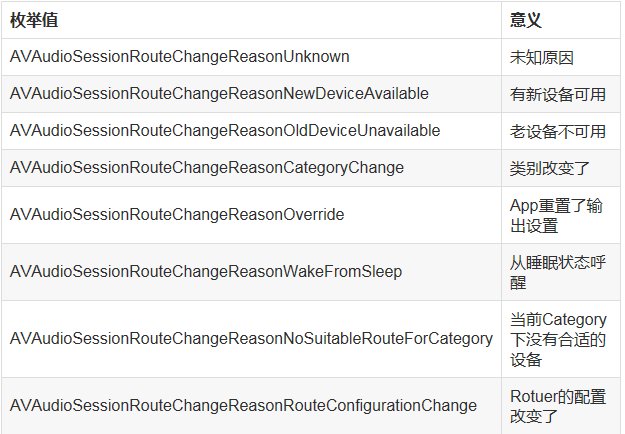 枚举值 意义
AVAudioSessionRouteChangeReasonUnknown 未知原因
AVAudioSessionRouteChangeReasonNewDeviceAvailable 有新设备可用
AVAudioSessionRouteChangeReasonOldDeviceUnavailable 老设备不可用
AVAudioSessionRouteChangeReasonCategoryChange 类别改变了
AVAudioSessionRouteChangeReasonOverride App重置了输
出设置
AVAudioSessionRouteChangeReasonWakeFromSleep 从睡眠状态呼
醒
AVAudioSessionRouteChangeReasonNoSuitableRouteForCategory 当前Category
下没有合适的
设备
AVAudioSessionRouteChangeReasonRouteConfigurationChange Rotuer的配置
改变了